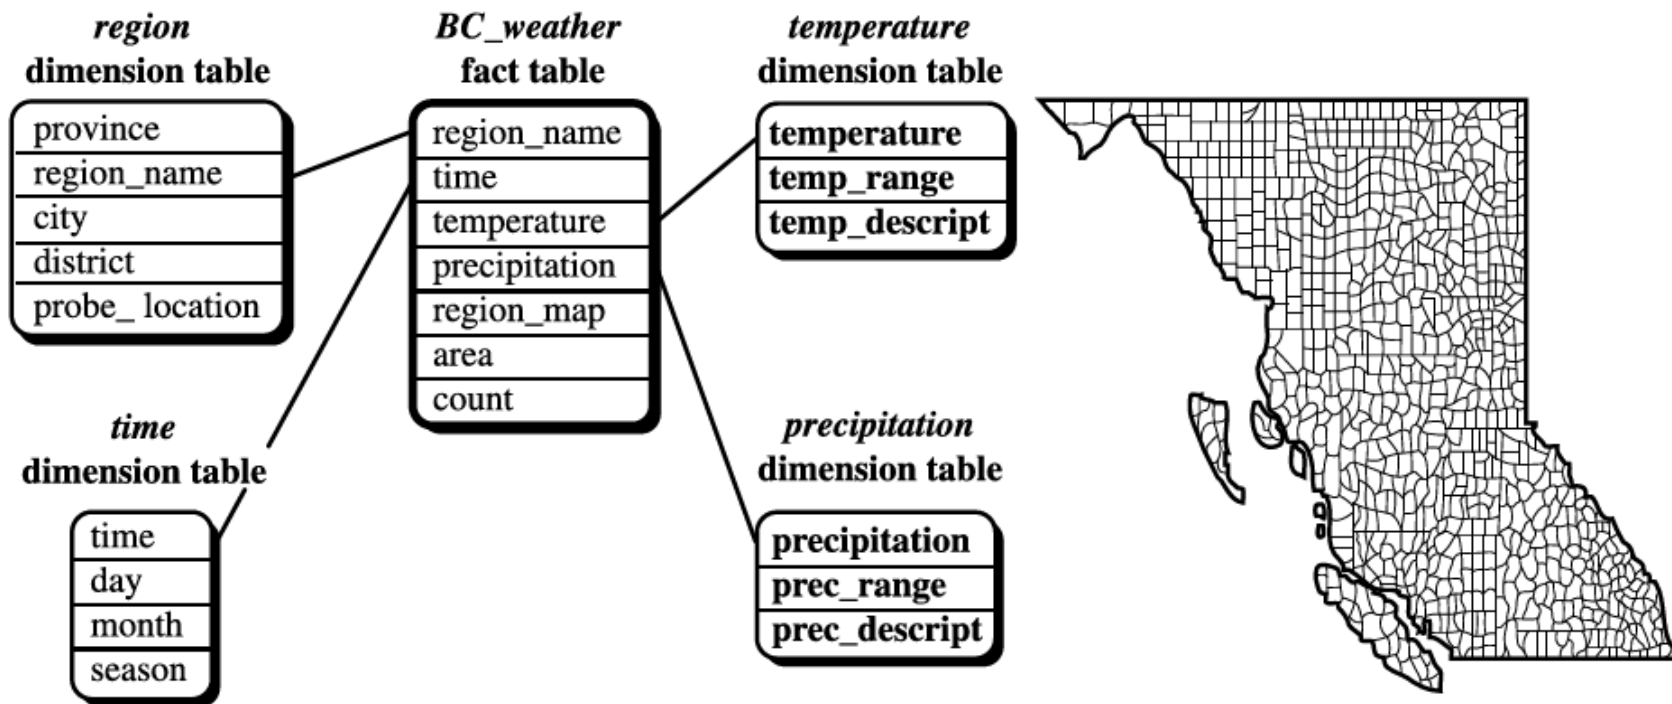 region
dimension table
province
region_name
city
district
probe_ location
BC_weather
fact table
region_name
time
temperature
precipitation
region_map
area
count
temperature
dimension table
temperature
temp_range
temp_descript
time
dimension table
time
day
month
season
precipitation
dimension table
precipitation
prec_range
prec_descript